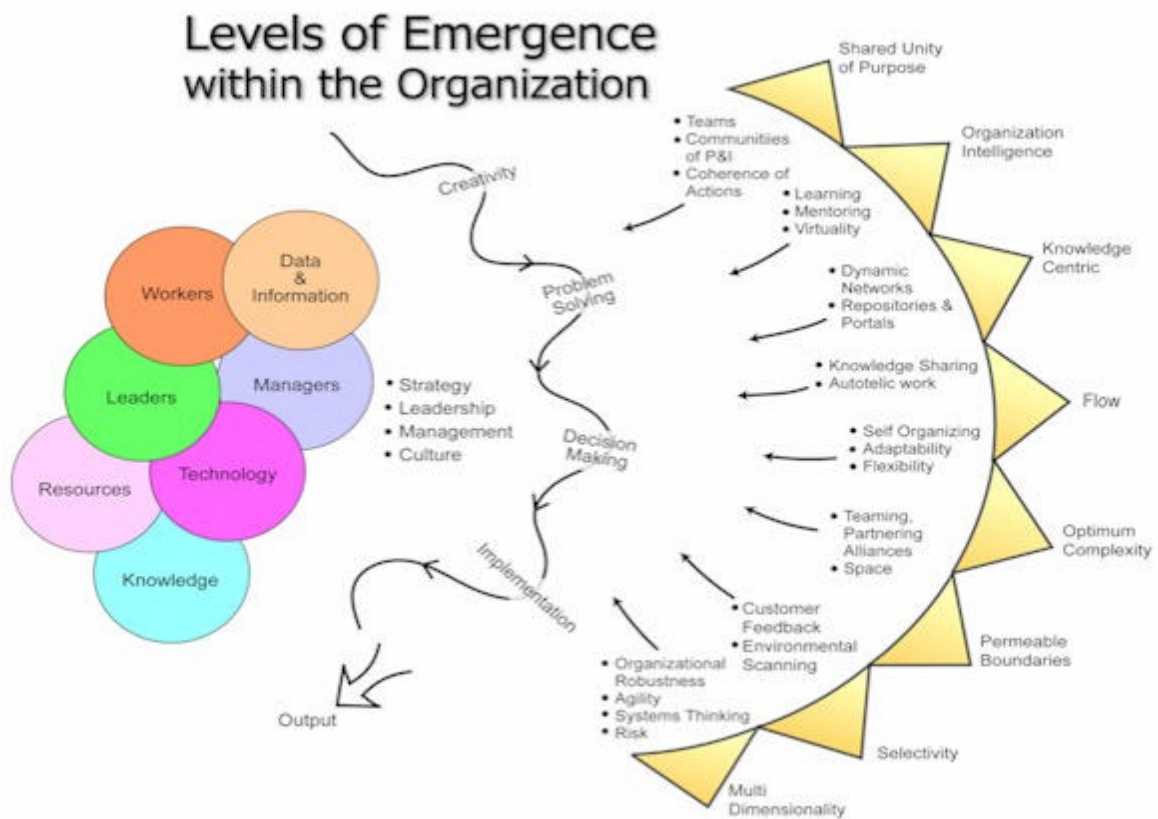 Levels of Emergence
within the Organization
Creativity
Problem
Solving
Decision
Making
Implementation
Output
Workers
Data
&
Information
Leaders
Managers
Resources
Technology
Knowledge
• Strategy
• Leadership
• Management
• Culture
• Teams
• Communitiies
of P&I
• Coherence of
Actions
• Learning
• Mentoring
• Virtuality
• Dynamic
Networks
• Repositories &
Portals
• Knowledge Sharing
• Autotelic work
• Self Organizing
• Adaptability
• Flexibility
• Teaming,
Partnering
Alliances
• Space
• Customer
Feedback
• Environmental
Scanning
• Organizational
Robustness
• Agility
• Systems Thinking
• Risk
Shared Unity
of Purpose
Organization
Intelligence
Knowledge
Centric
Flow
Optimum
Complexity
Permeable
Boundaries
Selectivity
Multi
Dimensionality